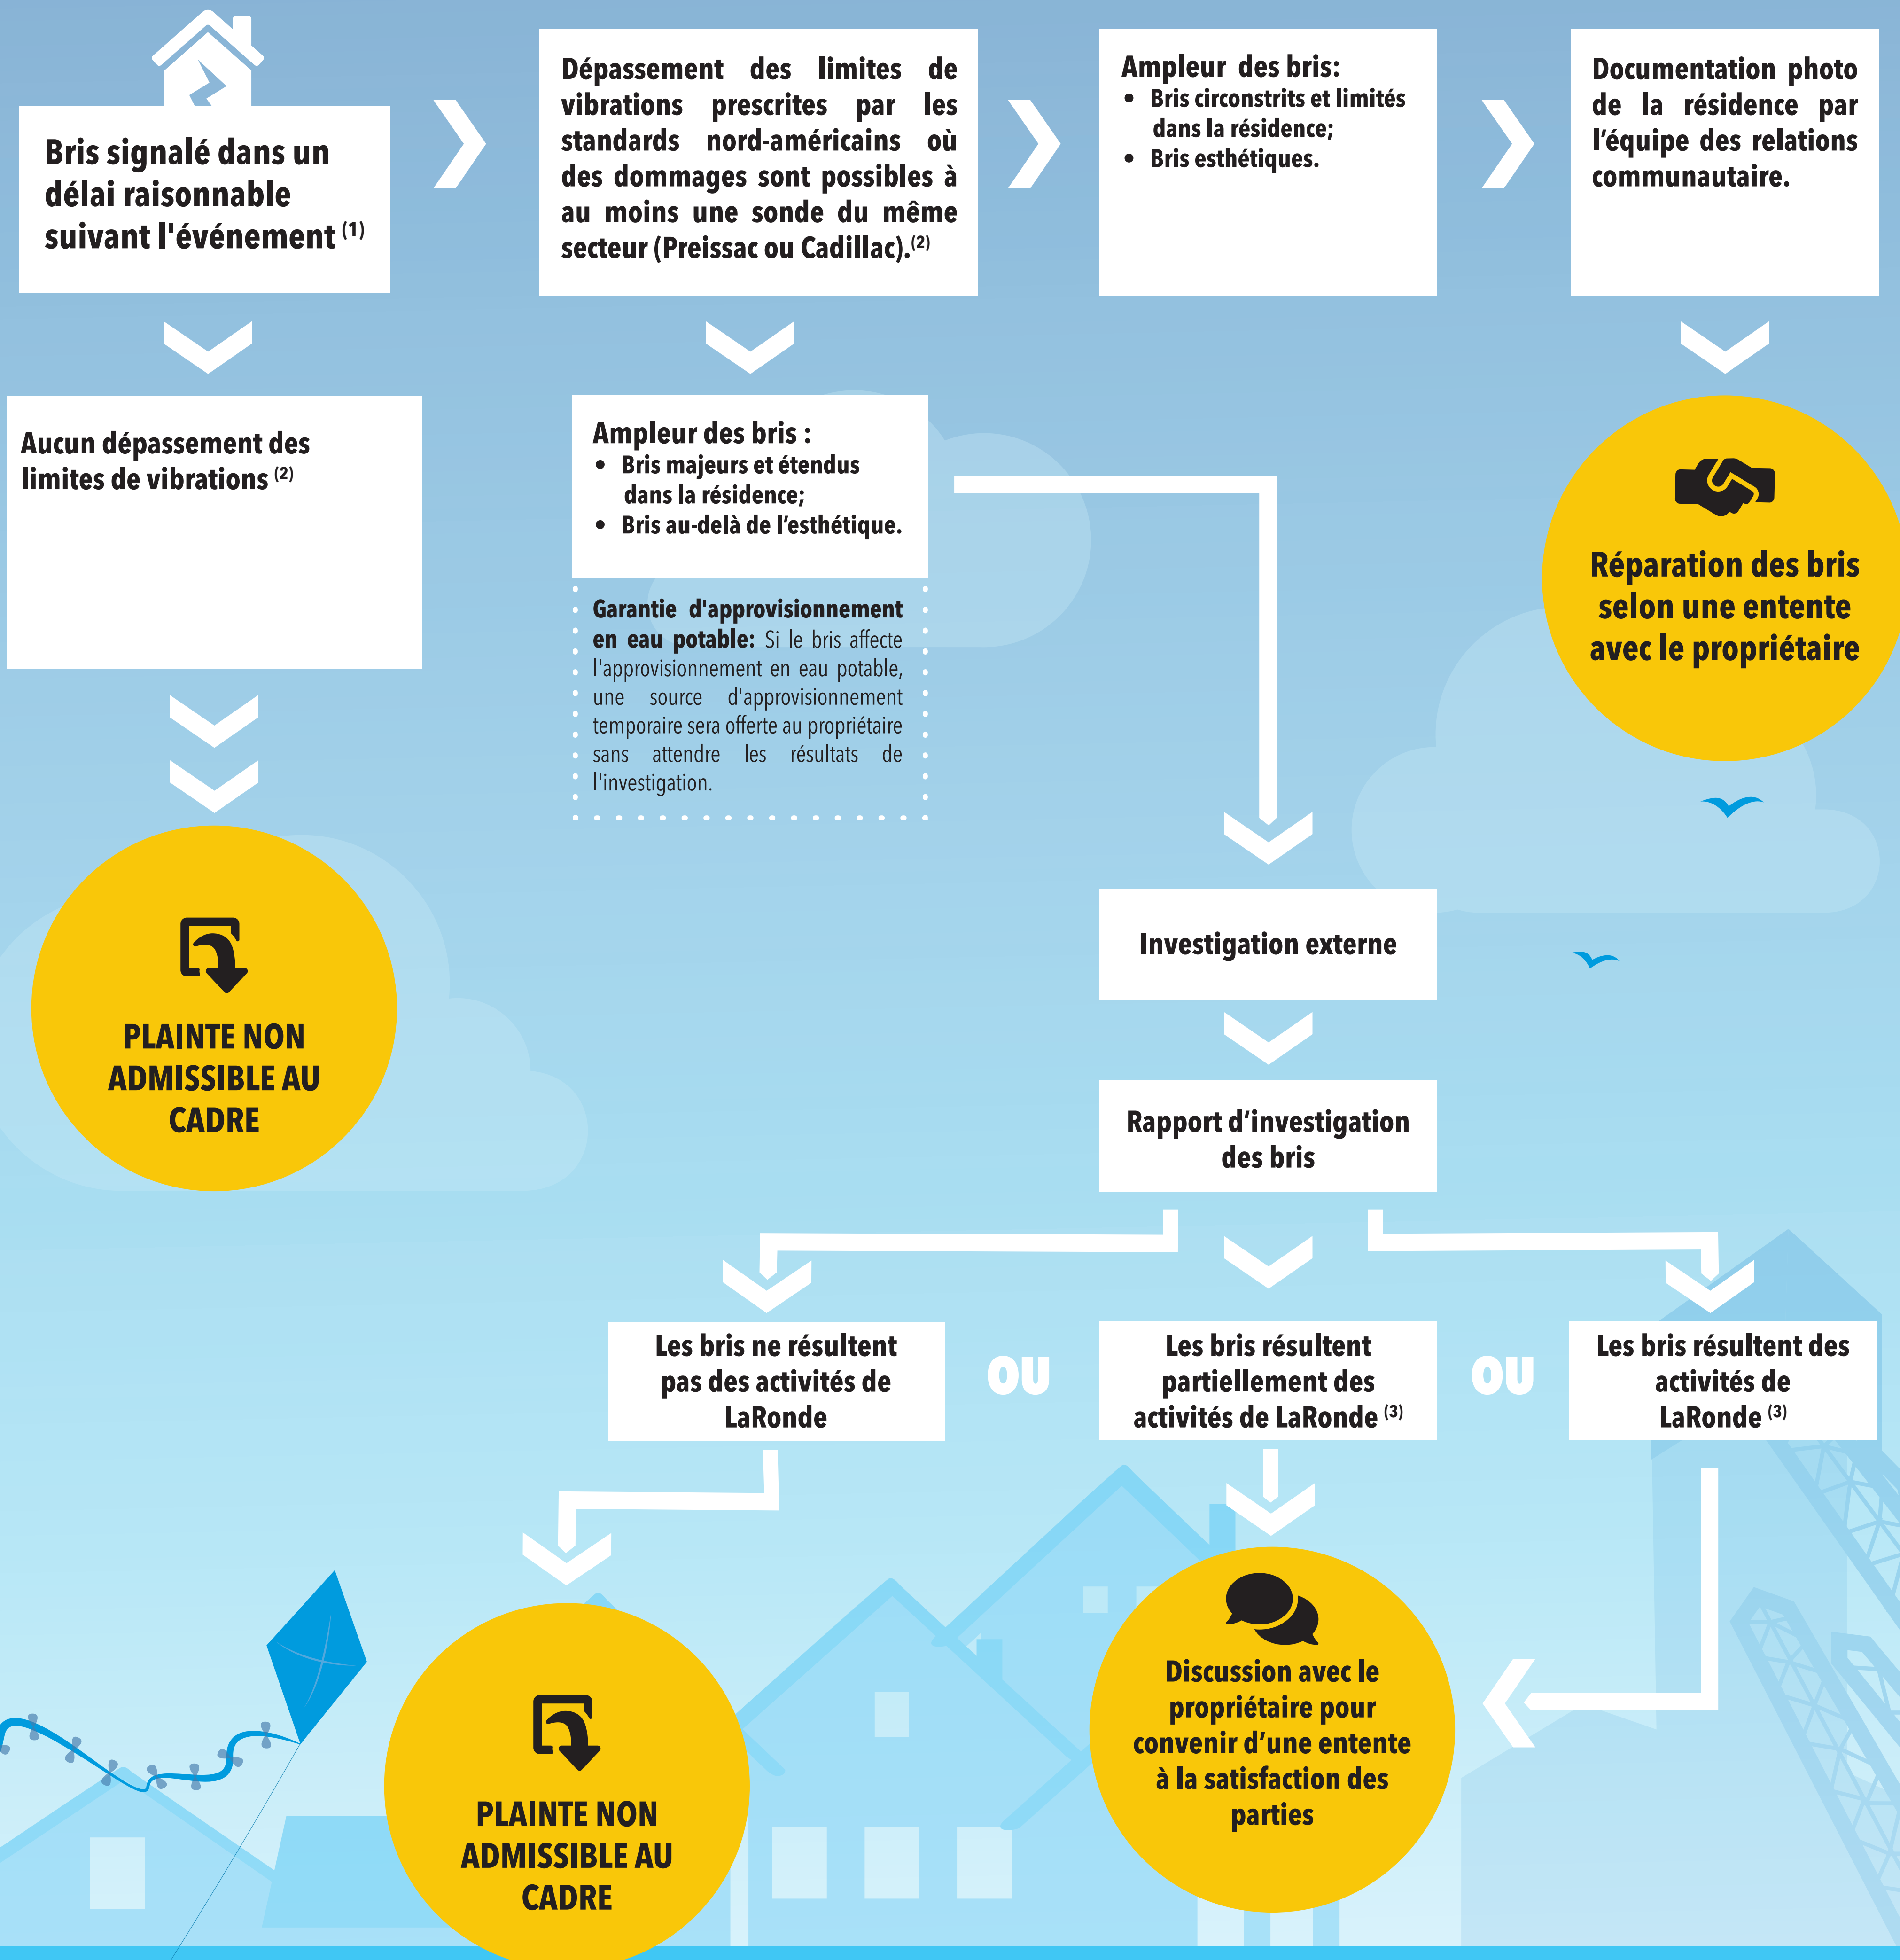 Bris signalé dans un
délai raisonnable
suivant l'événement (1)
Dépassement des limites de
vibrations prescrites par les
standards nord-américains où
des dommages sont possibles à
au moins une sonde du même
secteur (Preissac ou Cadillac).(2)
Ampleur des bris:
• Bris circonstrits et limités
dans la résidence;
• Bris esthétiques.
Documentation photo
de la résidence par
l'équipe des relations
communautaire.
Aucun dépassement des
limites de vibrations (2)
Ampleur des bris :
• Bris majeurs et étendus
dans la résidence;
• Bris au-delà de l'esthétique.
Garantie d'approvisionnement
en eau potable: Si le bris affecte
l'approvisionnement en eau potable,
une source d'approvisionnement
temporaire sera offerte au propriétaire
sans attendre les résultats de
l'investigation.
Réparation des bris
selon une entente
avec le propriétaire
PLAINTE NON
ADMISSIBLE AU
CADRE
Investigation externe
Rapport d'investigation
des bris
Les bris ne résultent
pas des activités de
LaRonde
OU
Les bris résultent
partiellement des
activités de LaRonde (3)
OU
Les bris résultent des
activités de
LaRonde (3)
PLAINTE NON
ADMISSIBLE AU
CADRE
Discussion avec le
propriétaire pour
convenir d'une entente
à la satisfaction des
parties